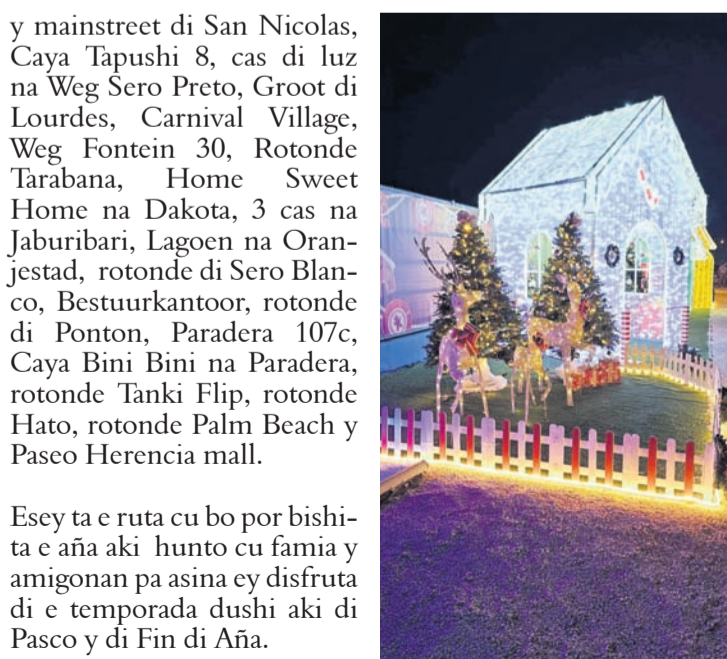 y mainstreet di San Nicolas,
Caya Tapushi 8, cas di luz
na Weg Sero Preto, Groot di
Lourdes, Carnival Village,
Weg Fontein 30, Rotonde
Tarabana, Home Sweet
Home na Dakota, 3 cas na
Jaburibari, Lagoen na Oran-
jestad, rotonde di Sero Blan-
co, Bestuurkantoor, rotonde
di Ponton, Paradera 107c,
Caya Bini Bini na Paradera,
rotonde Tanki Flip, rotonde
Hato, rotonde Palm Beach y
Paseo Herencia mall.
Esey ta e ruta cu bo por bishi-
ta e aña aki hunto cu famia y
amigonan pa asina ey disfruta
di e temporada dushi aki di
Pasco y di Fin di Aña.